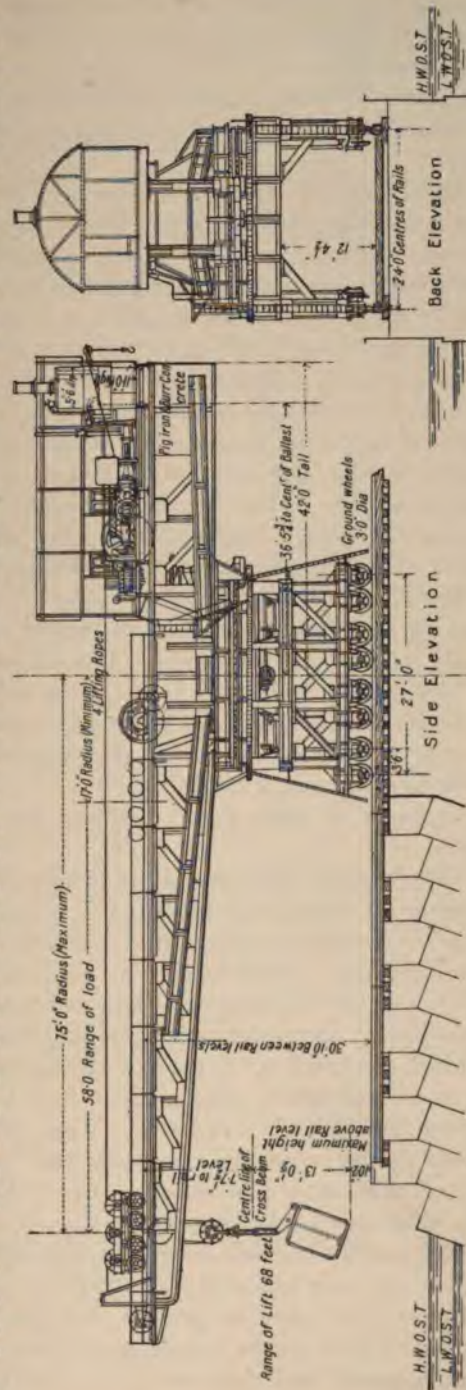 75'.0" Radius (Maximum)
58.0 Range of load
17'.0" Radius (Minimum)
4 Lifting Ropes
Pig iron & Burr Concrete
36'.5¾" to Cent. of Ballast
42'.0" Tail
Ground wheels
3'.0" Dia
3'.6"
27'.0"
30'.10" Between Rail levels
to rail
Level
Centre line of
Cross Beam
Range of Lift 68 feet
13'.0½"
Maximum height
above Rail level
H.W.O.S.T
L.W.O.S.T
Side Elevation
12'.4½"
24.0 Centres of Rails
Back Elevation
H.W.O.S.T
L.W.O.S.T